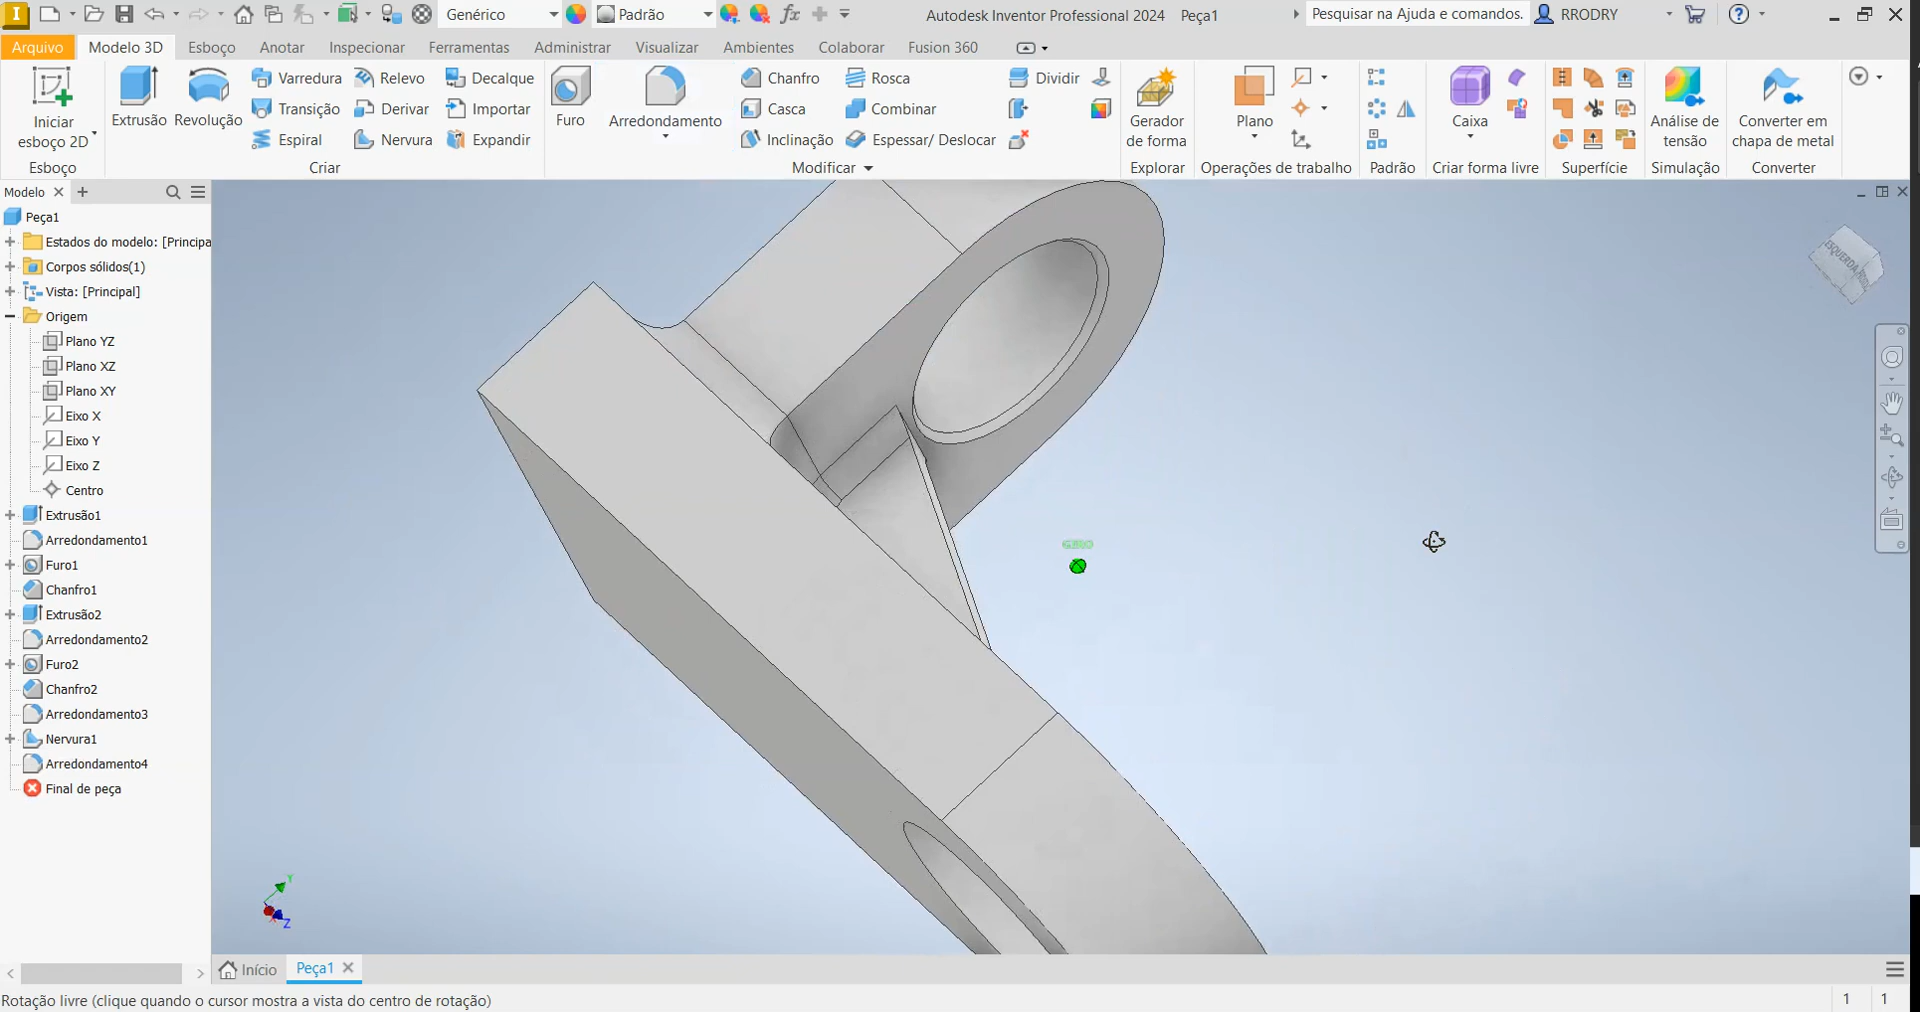 Genérico
Padrão
Autodesk Inventor Professional 2024 Peça1
Pesquisar na Ajuda e comandos.
RRODRY
Arquivo
Modelo 3D
Esboço
Anotar
Inspecionar
Ferramentas
Administrar
Visualizar
Ambientes
Colaborar
Fusion 360
Iniciar
esboço 2D
Extrusão
Revolução
Varredura
Transição
Espiral
Relevo
Derivar
Nervura
Decalque
Importar
Expandir
Furo
Arredondamento
Chanfro
Casca
Inclinação
Rosca
Combinar
Espessar/ Deslocar
Dividir
Gerador
de forma
Plano
Caixa
Análise de
tensão
Converter em
chapa de metal
Esboço
Criar
Modificar
Explorar
Operações de trabalho
Padrão
Criar forma livre
Superfície
Simulação
Converter
Modelo
Peça1
Estados do modelo: [Principa
Corpos sólidos(1)
Vista: [Principal]
Origem
Plano YZ
Plano XZ
Plano XY
Eixo X
Eixo Y
Eixo Z
Centro
Extrusão1
Arredondamento1
Furo1
Chanfro1
Extrusão2
Arredondamento2
Furo2
Chanfro2
Arredondamento3
Nervura1
Arredondamento4
Final de peça
ESQUERDA
Y
X
Z
Início
Peça1
Rotação livre (clique quando o cursor mostra a vista do centro de rotação)
1 1